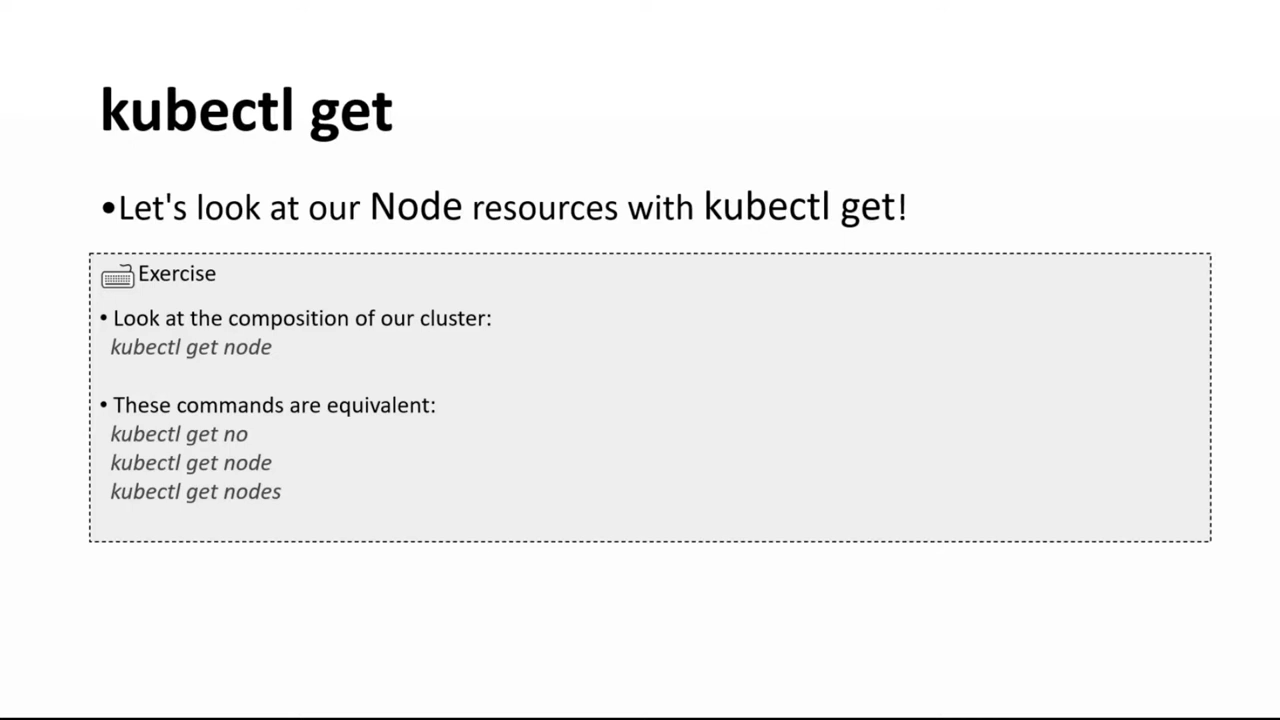 kubectl get
•Let's look at our Node resources with kubectl get!
Exercise
• Look at the composition of our cluster:
kubectl get node
• These commands are equivalent:
kubectl get no
kubectl get node
kubectl get nodes